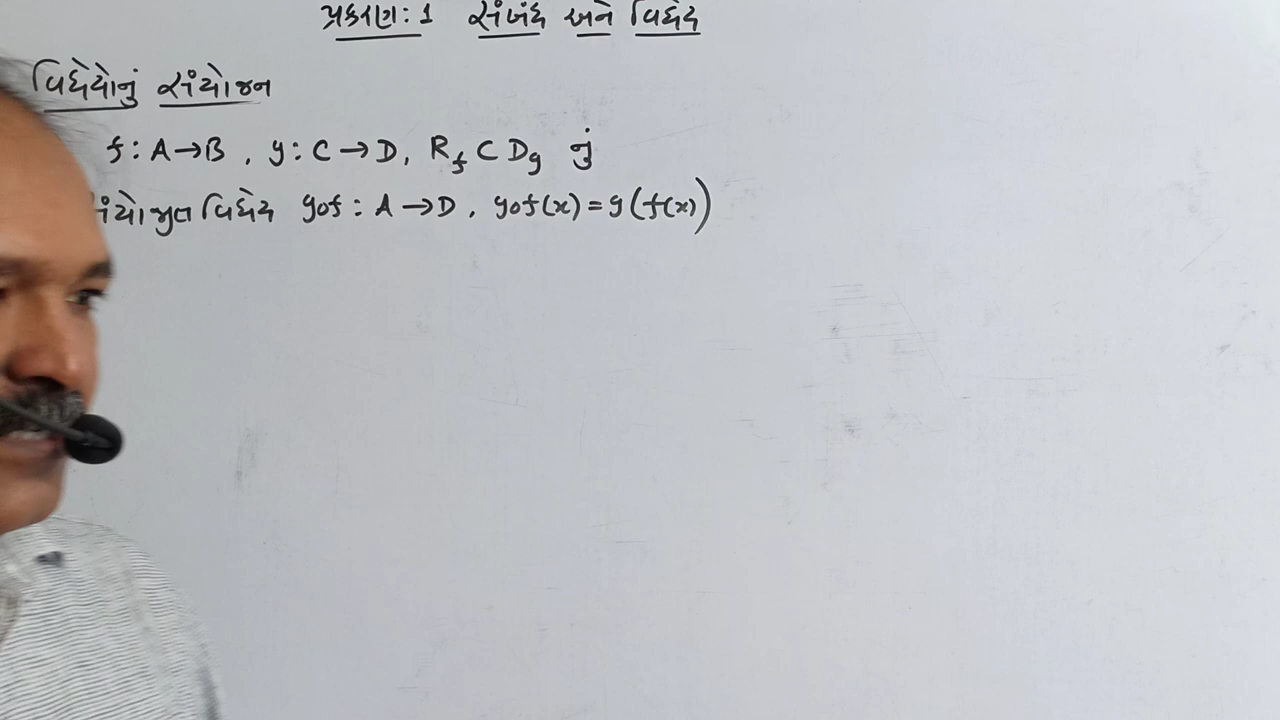 પ્રકરણ: 1 સંબંધ અને વિધેય
વિધેયોનું સંયોજન
f: A→B , g: C→D, R_f ⊂ D_g નું
સંયોજીત વિધેય gof : A→D , gof(x) = g(f(x))